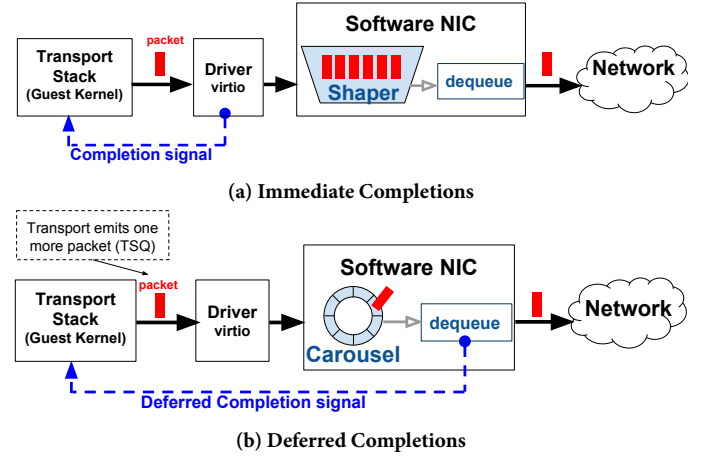 Software NIC
packet
Transport
Stack
(Guest Kernel)
Driver
virtio
Shaper
dequeue
Network
Completion signal
(a) Immediate Completions
Transport emits one
more packet (TSQ)
packet
Software NIC
Transport
Stack
(Guest Kernel)
Driver
virtio
Carousel
dequeue
Network
Deferred Completion signal
(b) Deferred Completions